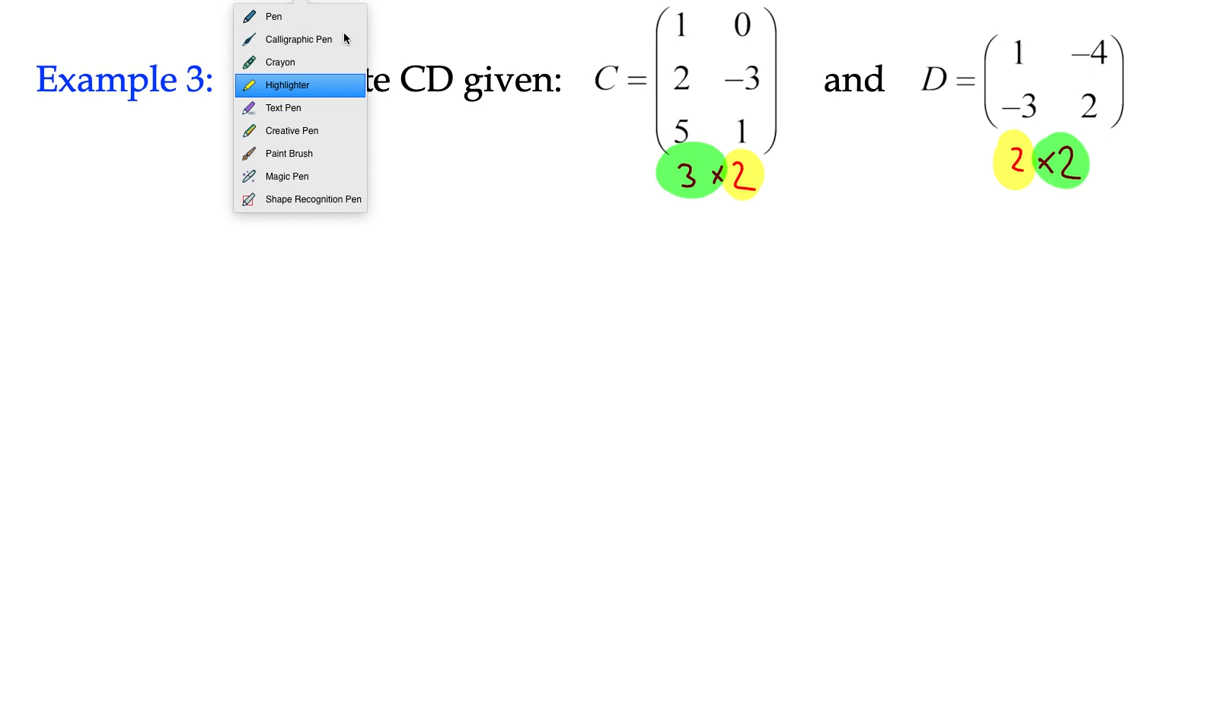 Pen
Calligraphic Pen
Crayon
Highlighter
Text Pen
Creative Pen
Paint Brush
Magic Pen
Shape Recognition Pen
Example 3: te CD given: C = (1 0 2 −3 5 1) and D = (1 −4 −3 2)
3 × 2
2 × 2